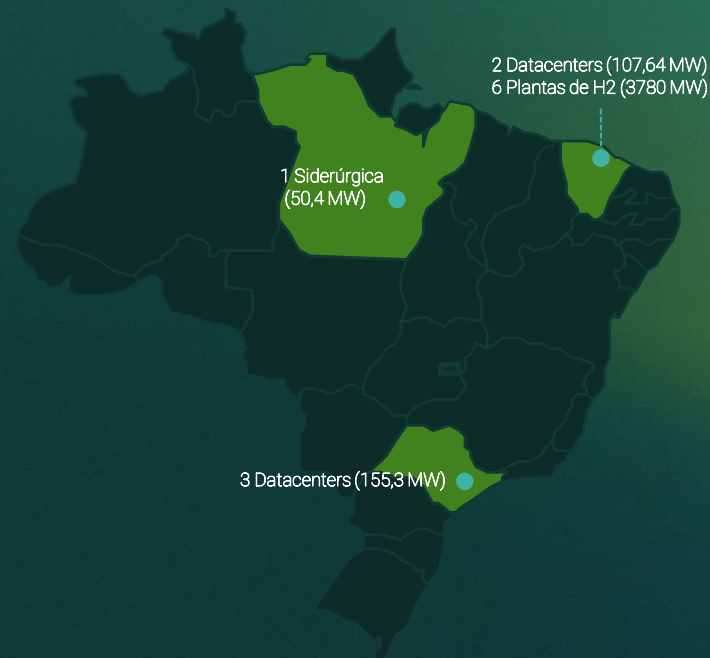 2 Datacenters (107,64 MW)
6 Plantas de H2 (3780 MW)
1 Siderúrgica
(50,4 MW)
3 Datacenters (155,3 MW)